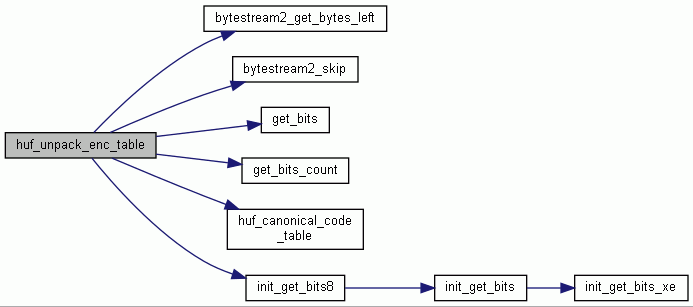 bytestream2_get_bytes_left
bytestream2_skip
get_bits
huf_unpack_enc_table
get_bits_count
huf_canonical_code
_table
init_get_bits8
init_get_bits
init_get_bits_xe